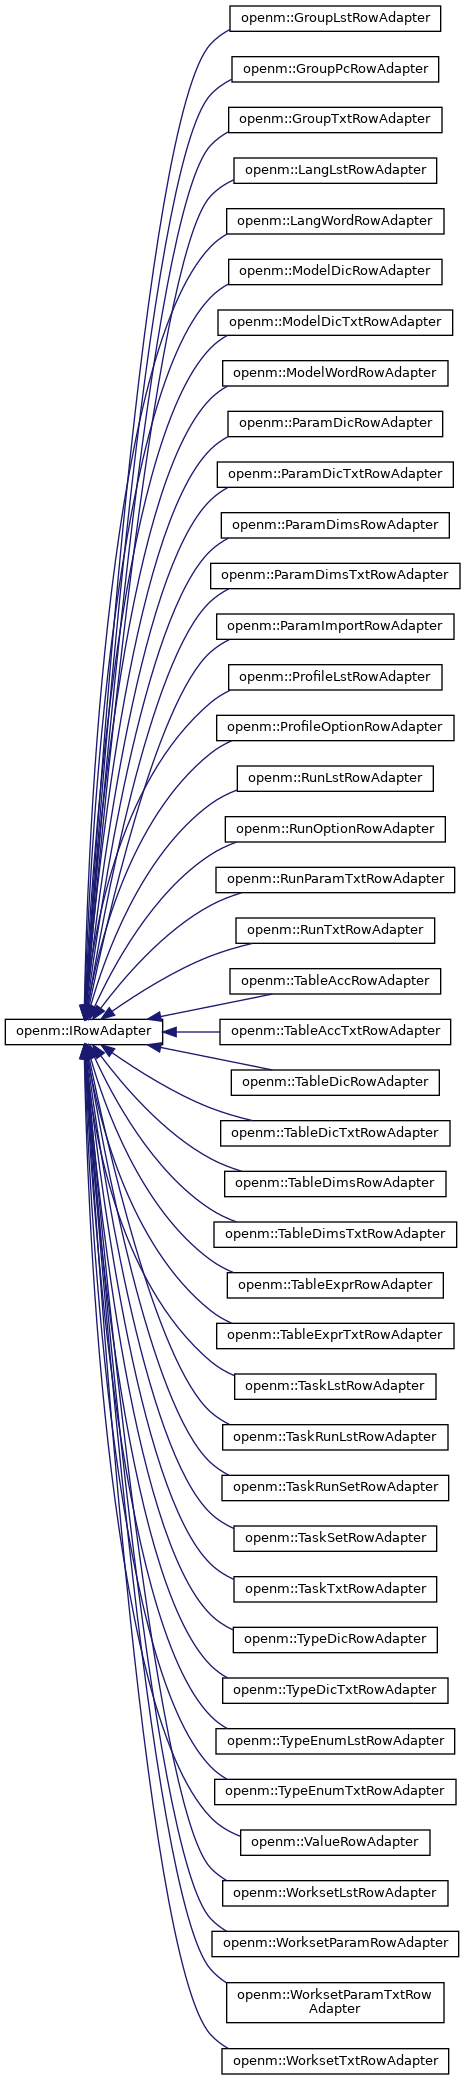 openm::GroupLstRowAdapter
openm::GroupPcRowAdapter
openm::GroupTxtRowAdapter
openm::LangLstRowAdapter
openm::LangWordRowAdapter
openm::ModelDicRowAdapter
openm::ModelDicTxtRowAdapter
openm::ModelWordRowAdapter
openm::ParamDicRowAdapter
openm::ParamDicTxtRowAdapter
openm::ParamDimsRowAdapter
openm::ParamDimsTxtRowAdapter
openm::ParamImportRowAdapter
openm::ProfileLstRowAdapter
openm::ProfileOptionRowAdapter
openm::RunLstRowAdapter
openm::RunOptionRowAdapter
openm::RunParamTxtRowAdapter
openm::RunTxtRowAdapter
openm::TableAccRowAdapter
openm::IRowAdapter
openm::TableAccTxtRowAdapter
openm::TableDicRowAdapter
openm::TableDicTxtRowAdapter
openm::TableDimsRowAdapter
openm::TableDimsTxtRowAdapter
openm::TableExprRowAdapter
openm::TableExprTxtRowAdapter
openm::TaskLstRowAdapter
openm::TaskRunLstRowAdapter
openm::TaskRunSetRowAdapter
openm::TaskSetRowAdapter
openm::TaskTxtRowAdapter
openm::TypeDicRowAdapter
openm::TypeDicTxtRowAdapter
openm::TypeEnumLstRowAdapter
openm::TypeEnumTxtRowAdapter
openm::ValueRowAdapter
openm::WorksetLstRowAdapter
openm::WorksetParamRowAdapter
openm::WorksetParamTxtRow
Adapter
openm::WorksetTxtRowAdapter